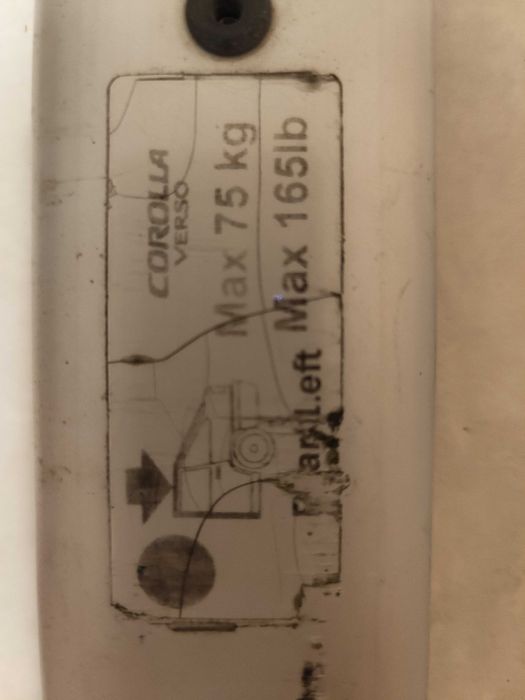 COROLLA
VERSO
Max 75 kg
Max 165lb
Left